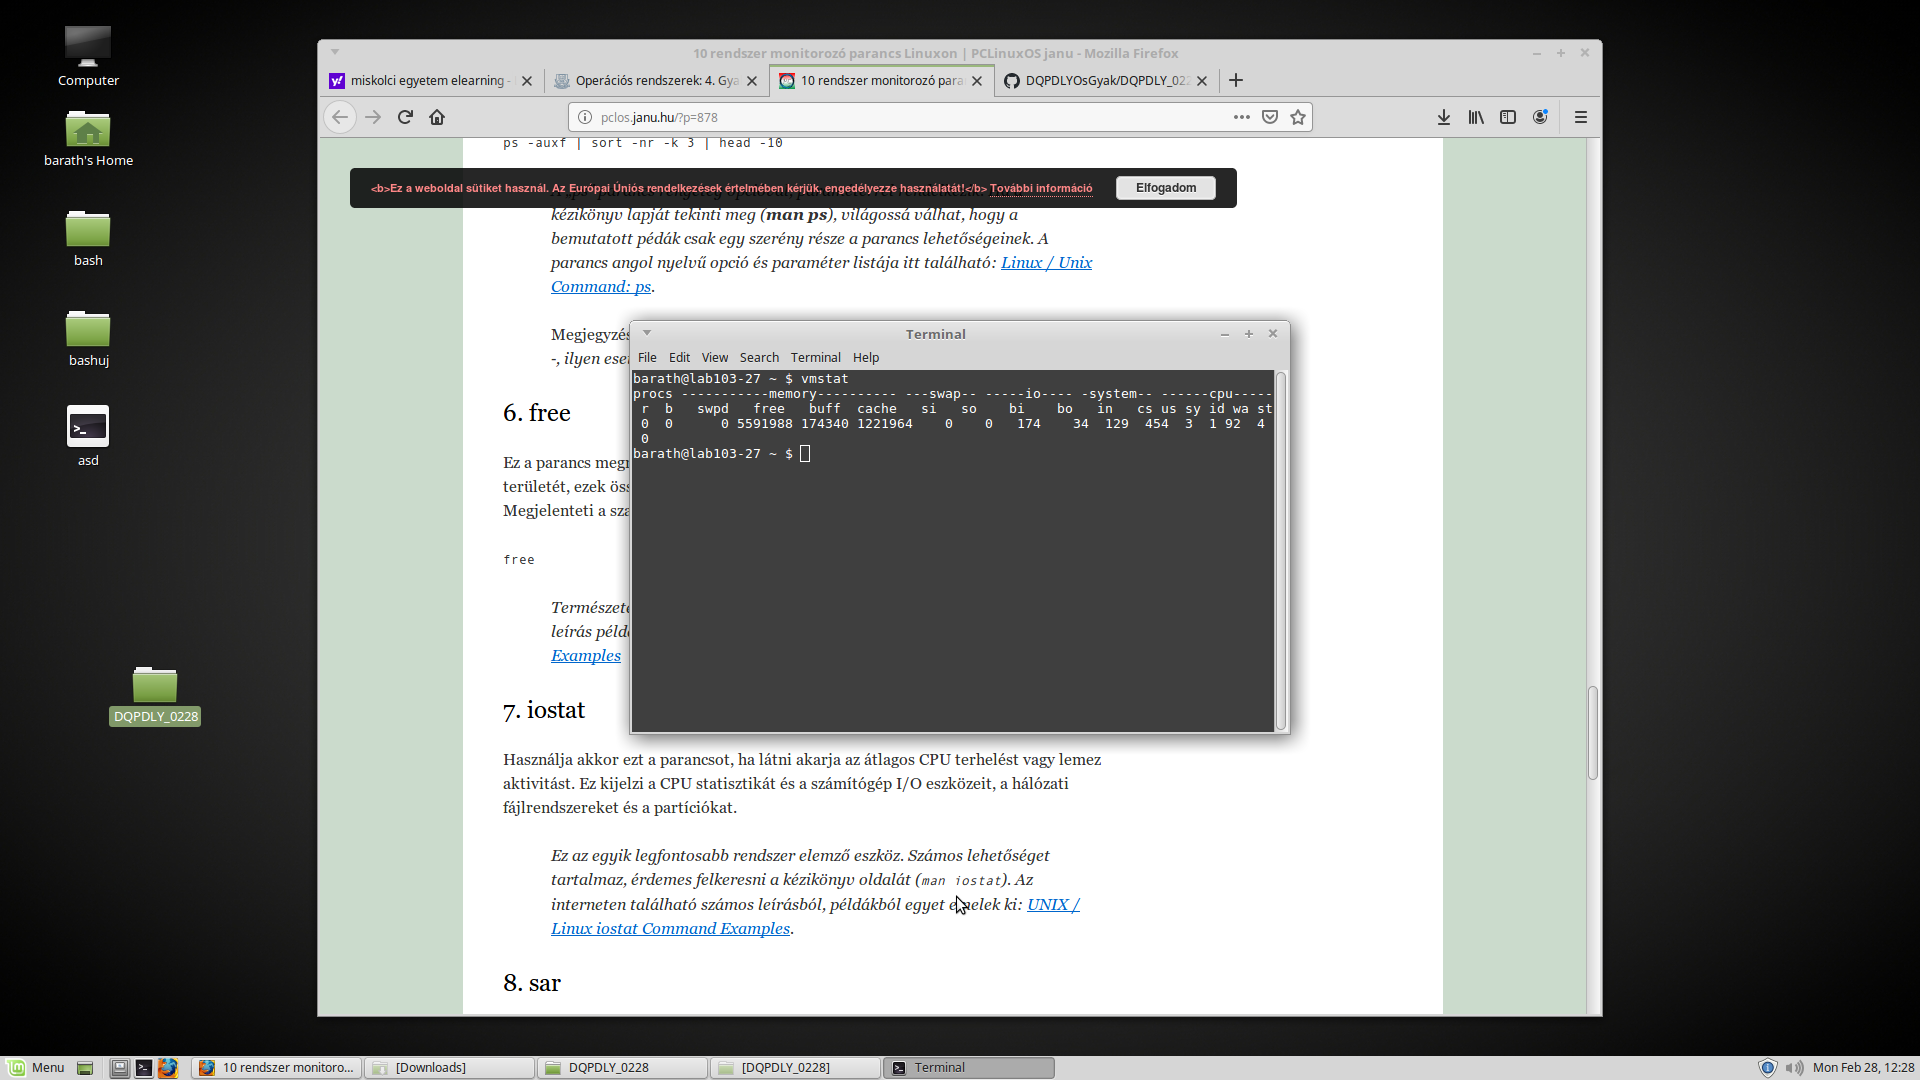 Computer
barath's Home
bash
bashuj
asd
DQPDLY_0228
10 rendszer monitorozó parancs Linuxon | PCLinuxOS janu - Mozilla Firefox
miskolci egyetem elearning -
Operációs rendszerek: 4. Gya
10 rendszer monitorozó para
DQPDLYOsGyak/DQPDLY_022
pclos.janu.hu/?p=878
ps -auxf | sort -nr -k 3 | head -10
<b>Ez a weboldal sütiket használ. Az Európai Úniós rendelkezések értelmében kérjük, engedélyezze használatát!</b> További információ
Elfogadom
kézikönyv lapját tekinti meg (man ps), világossá válhat, hogy a
bemutatott pédák csak egy szerény része a parancs lehetőségeinek. A
parancs angol nyelvű opció és paraméter listája itt található: Linux / Unix
Command: ps.
Megjegyzés
-, ilyen ese
6. free
Ez a parancs meg
területét, ezek öss
Megjelenteti a sza
free
Természete
leírás péld
Examples
Terminal
File Edit View Search Terminal Help
barath@lab103-27 ~ $ vmstat
procs -----------memory---------- ---swap-- -----io---- -system-- ------cpu-----
 r  b   swpd   free   buff  cache   si   so    bi    bo   in   cs us sy id wa st
 0  0      0 5591988 174340 1221964    0    0   174    34  129  454  3  1 92  4
 0
barath@lab103-27 ~ $
7. iostat
Használja akkor ezt a parancsot, ha látni akarja az átlagos CPU terhelést vagy lemez
aktivitást. Ez kijelzi a CPU statisztikát és a számítógép I/O eszközeit, a hálózati
fájlrendszereket és a partíciókat.
Ez az egyik legfontosabb rendszer elemző eszköz. Számos lehetőséget
tartalmaz, érdemes felkeresni a kézikönyv oldalát (man iostat). Az
interneten található számos leírásból, példákból egyet emelek ki: UNIX /
Linux iostat Command Examples.
8. sar
Menu
10 rendszer monitoro...
[Downloads]
DQPDLY_0228
[DQPDLY_0228]
Terminal
Mon Feb 28, 12:28